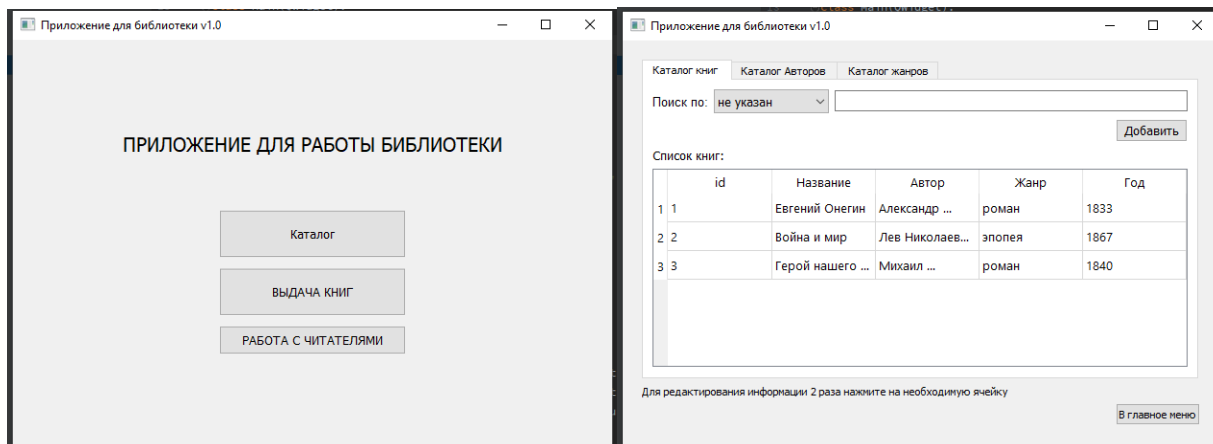 Приложение для библиотеки v1.0
ПРИЛОЖЕНИЕ ДЛЯ РАБОТЫ БИБЛИОТЕКИ
Каталог
ВЫДАЧА КНИГ
РАБОТА С ЧИТАТЕЛЯМИ
Приложение для библиотеки v1.0
Каталог книг Каталог Авторов Каталог жанров
Поиск по: не указан
Добавить
Список книг:
id Название Автор Жанр Год
1 1 Евгений Онегин Александр ... роман 1833
2 2 Война и мир Лев Николаев... эпопея 1867
3 3 Герой нашего ... Михаил ... роман 1840
Для редактирования информации 2 раза нажмите на необходимую ячейку
В главное меню